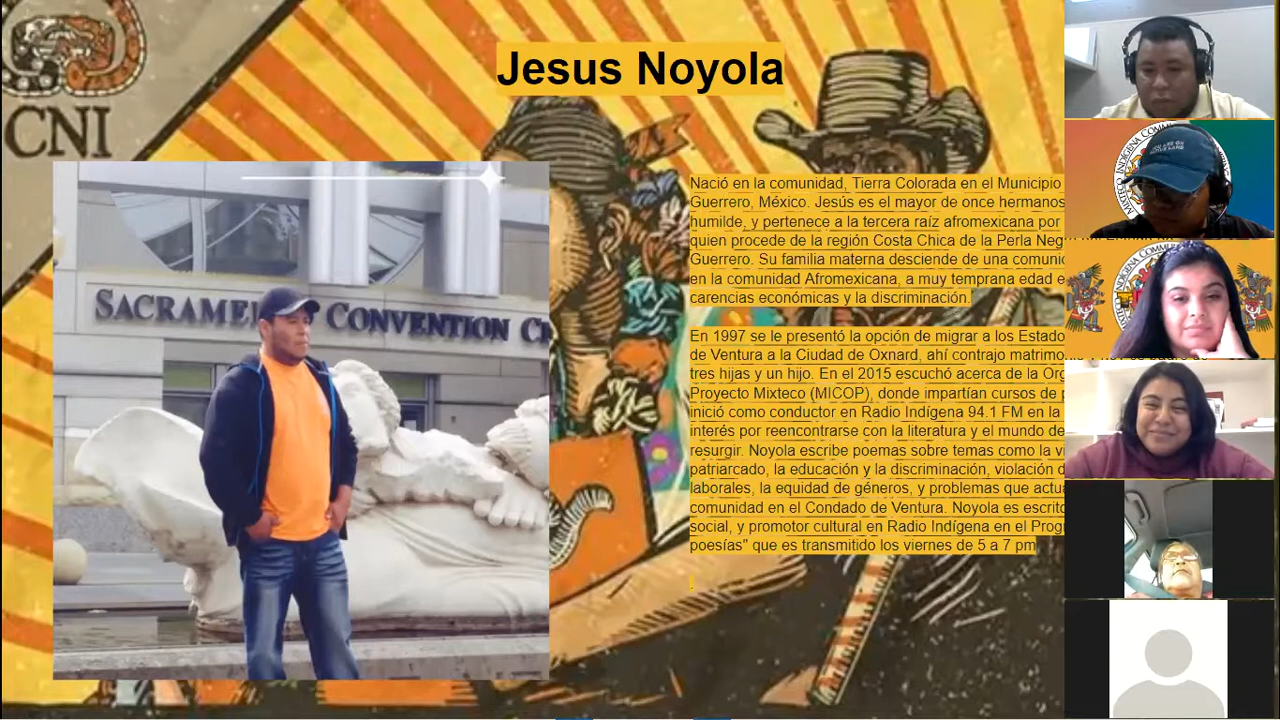 CNI
Jesus Noyola
SACRAMENTO CONVENTION CE
Nació en la comunidad, Tierra Colorada en el Municipio
Guerrero, México. Jesús es el mayor de once hermanos
humilde, y pertenece a la tercera raíz afromexicana por
quien procede de la región Costa Chica de la Perla Neg
Guerrero. Su familia materna desciende de una comuni
en la comunidad Afromexicana, a muy temprana edad e
carencias económicas y la discriminación.
En 1997 se le presentó la opción de migrar a los Estado
de Ventura a la Ciudad de Oxnard, ahí contrajo matrimo
tres hijas y un hijo. En el 2015 escuchó acerca de la Org
Proyecto Mixteco (MICOP), donde impartían cursos de p
inició como conductor en Radio Indígena 94.1 FM en la
interés por reencontrarse con la literatura y el mundo de
resurgir. Noyola escribe poemas sobre temas como la vi
patriarcado, la educación y la discriminación, violación d
laborales, la equidad de géneros, y problemas que actu
comunidad en el Condado de Ventura. Noyola es escrito
social, y promotor cultural en Radio Indígena en el Prog
poesías" que es transmitido los viernes de 5 a 7 pm